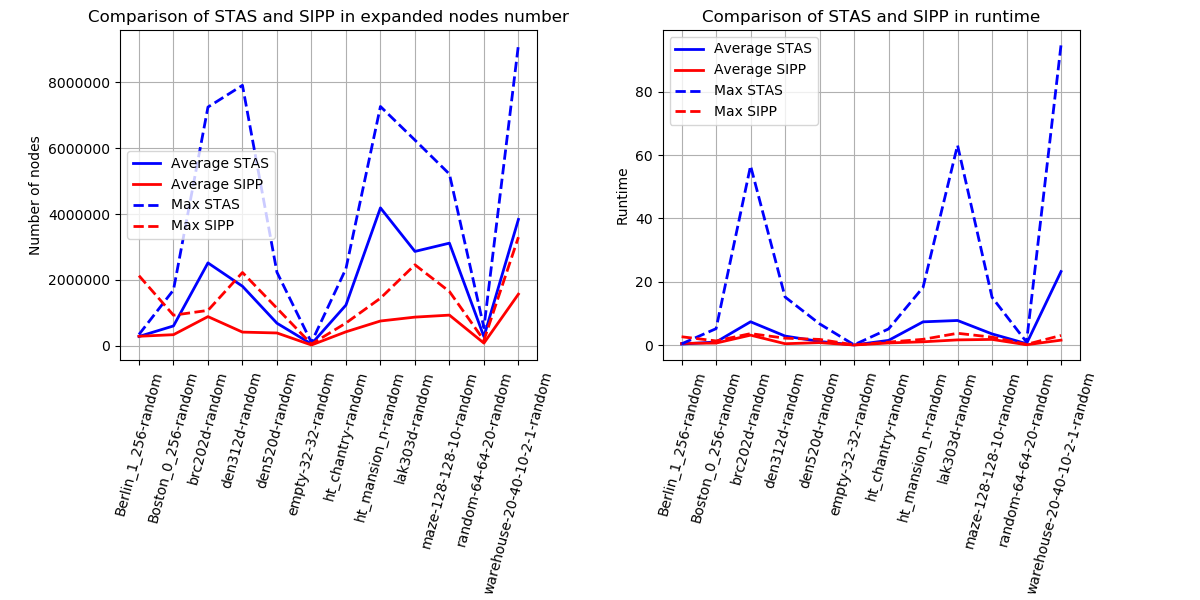 Comparison of STAS and SIPP in expanded nodes number
Number of nodes
8000000
6000000
4000000
2000000
0
Average STAS
Average SIPP
Max STAS
Max SIPP
Berlin_1_256-random
Boston_0_256-random
brc202d-random
den312d-random
den520d-random
empty-32-32-random
ht_chantry-random
ht_mansion_n-random
lak303d-random
maze-128-128-10-random
random-64-64-20-random
warehouse-20-40-10-2-1-random
Comparison of STAS and SIPP in runtime
Runtime
80
60
40
20
0
Average STAS
Average SIPP
Max STAS
Max SIPP
Berlin_1_256-random
Boston_0_256-random
brc202d-random
den312d-random
den520d-random
empty-32-32-random
ht_chantry-random
ht_mansion_n-random
lak303d-random
maze-128-128-10-random
random-64-64-20-random
warehouse-20-40-10-2-1-random